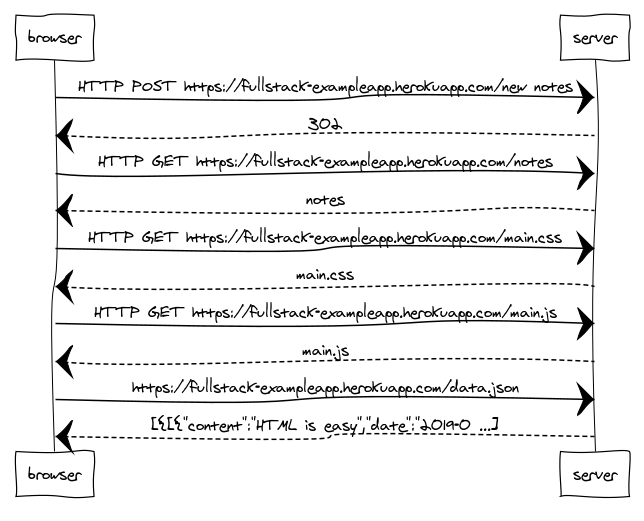 browser server
HTTP POST https://fullstack-exampleapp.herokuapp.com/new notes
302
HTTP GET https://fullstack-exampleapp.herokuapp.com/notes
notes
HTTP GET https://fullstack-exampleapp.herokuapp.com/main.css
main.css
HTTP GET https://fullstack-exampleapp.herokuapp.com/main.js
main.js
https://fullstack-exampleapp.herokuapp.com/data.json
[{[{"content":"HTML is easy","date":"2019-0 ...]
browser server